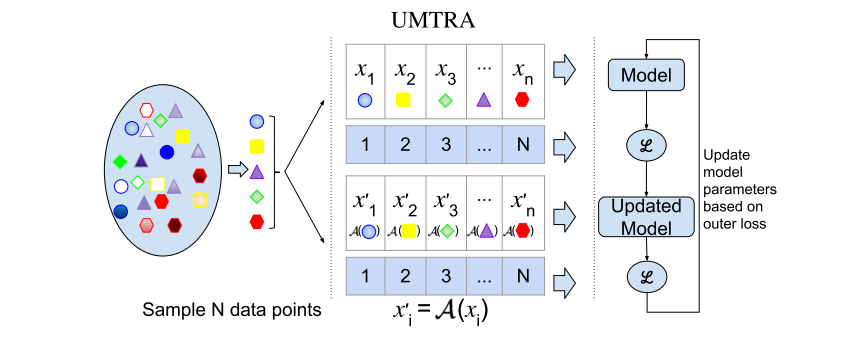 UMTRA
x1 x2 x3 ... xn
1 2 3 ... N
x'1 x'2 x'3 ... x'n
𝒜( ) 𝒜( ) 𝒜( ) 𝒜( ) 𝒜( )
1 2 3 ... N
Sample N data points
x'i = 𝒜(xi)
Model
ℒ
Updated
Model
ℒ
Update
model
parameters
based on
outer loss